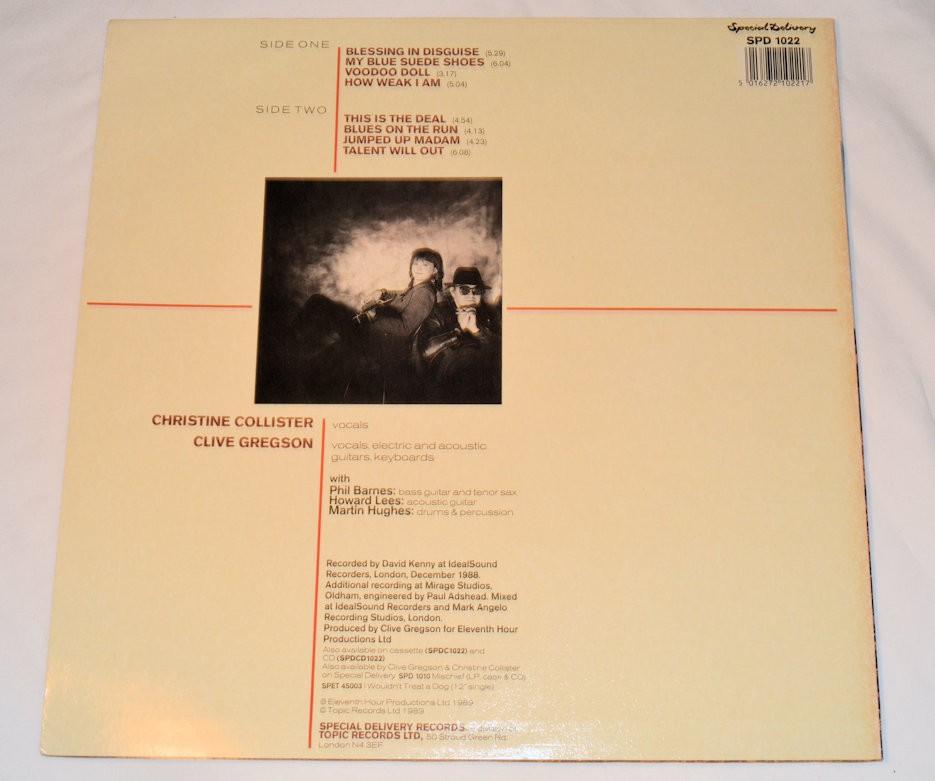 Special Delivery
SPD 1022
5 016272 102217
SIDE ONE
BLESSING IN DISGUISE (5.29)
MY BLUE SUEDE SHOES (6.04)
VOODOO DOLL (3.17)
HOW WEAK I AM (5.04)
SIDE TWO
THIS IS THE DEAL (4.54)
BLUES ON THE RUN (4.13)
JUMPED UP MADAM (4.23)
TALENT WILL OUT (6.08)
CHRISTINE COLLISTER vocals
CLIVE GREGSON vocals, electric and acoustic
guitars, keyboards
with
Phil Barnes: bass guitar and tenor sax
Howard Lees: acoustic guitar
Martin Hughes: drums & percussion
Recorded by David Kenny at IdealSound
Recorders, London, December 1988.
Additional recording at Mirage Studios,
Oldham, engineered by Paul Adshead. Mixed
at IdealSound Recorders and Mark Angelo
Recording Studios, London.
Produced by Clive Gregson for Eleventh Hour
Productions Ltd
Also available on cassette (SPDC1022) and
CD (SPDCD1022)
Also available by Clive Gregson & Christine Collister
on Special Delivery SPD 1010 Mischief (LP, cass & CD)
SPET 45003 I Wouldn't Treat a Dog (12" single)
℗ Eleventh Hour Productions Ltd 1989
© Topic Records Ltd 1989
SPECIAL DELIVERY RECORDS
TOPIC RECORDS LTD, 50 Stroud Green Rd,
London N4 3EF